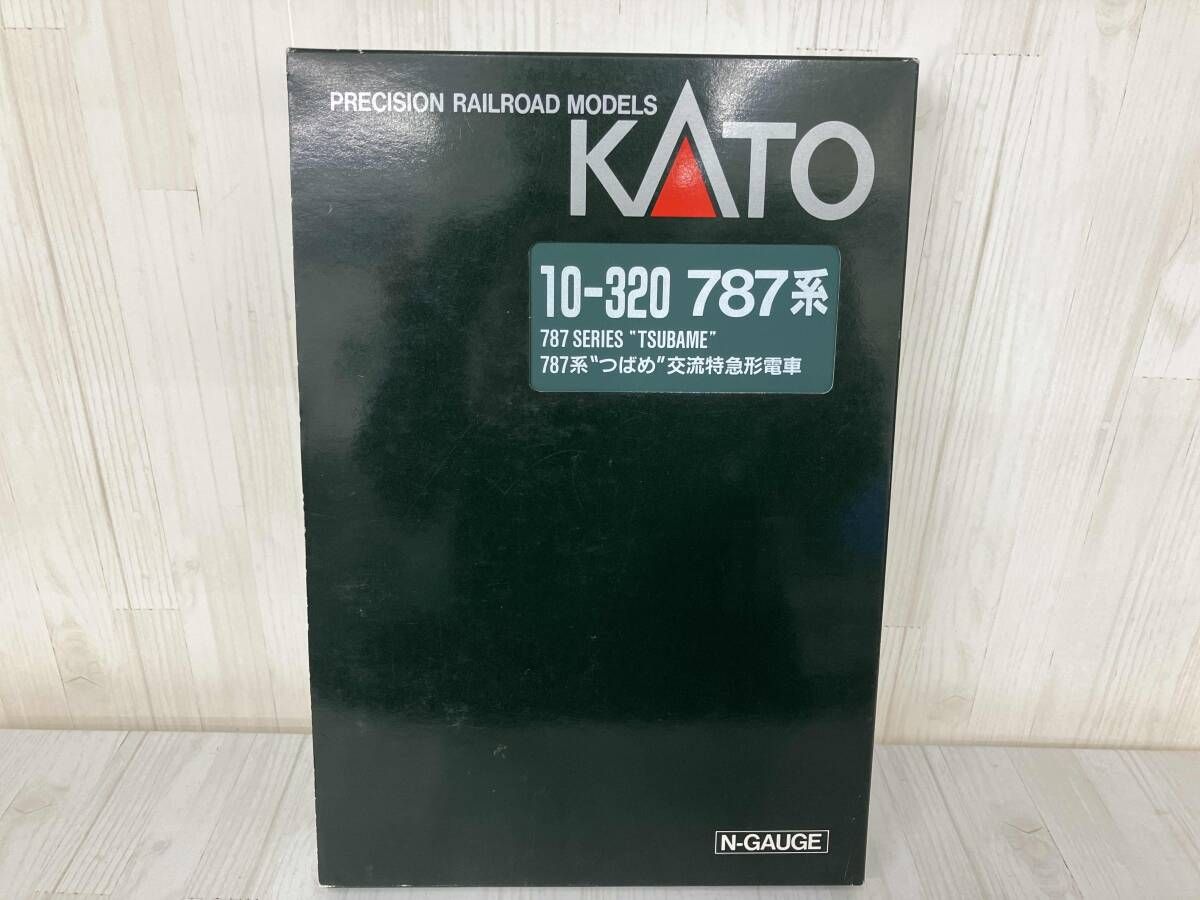 PRECISION RAILROAD MODELS
KATO
10-320 787系
787 SERIES "TSUBAME"
787系"つばめ"交流特急形電車
N-GAUGE